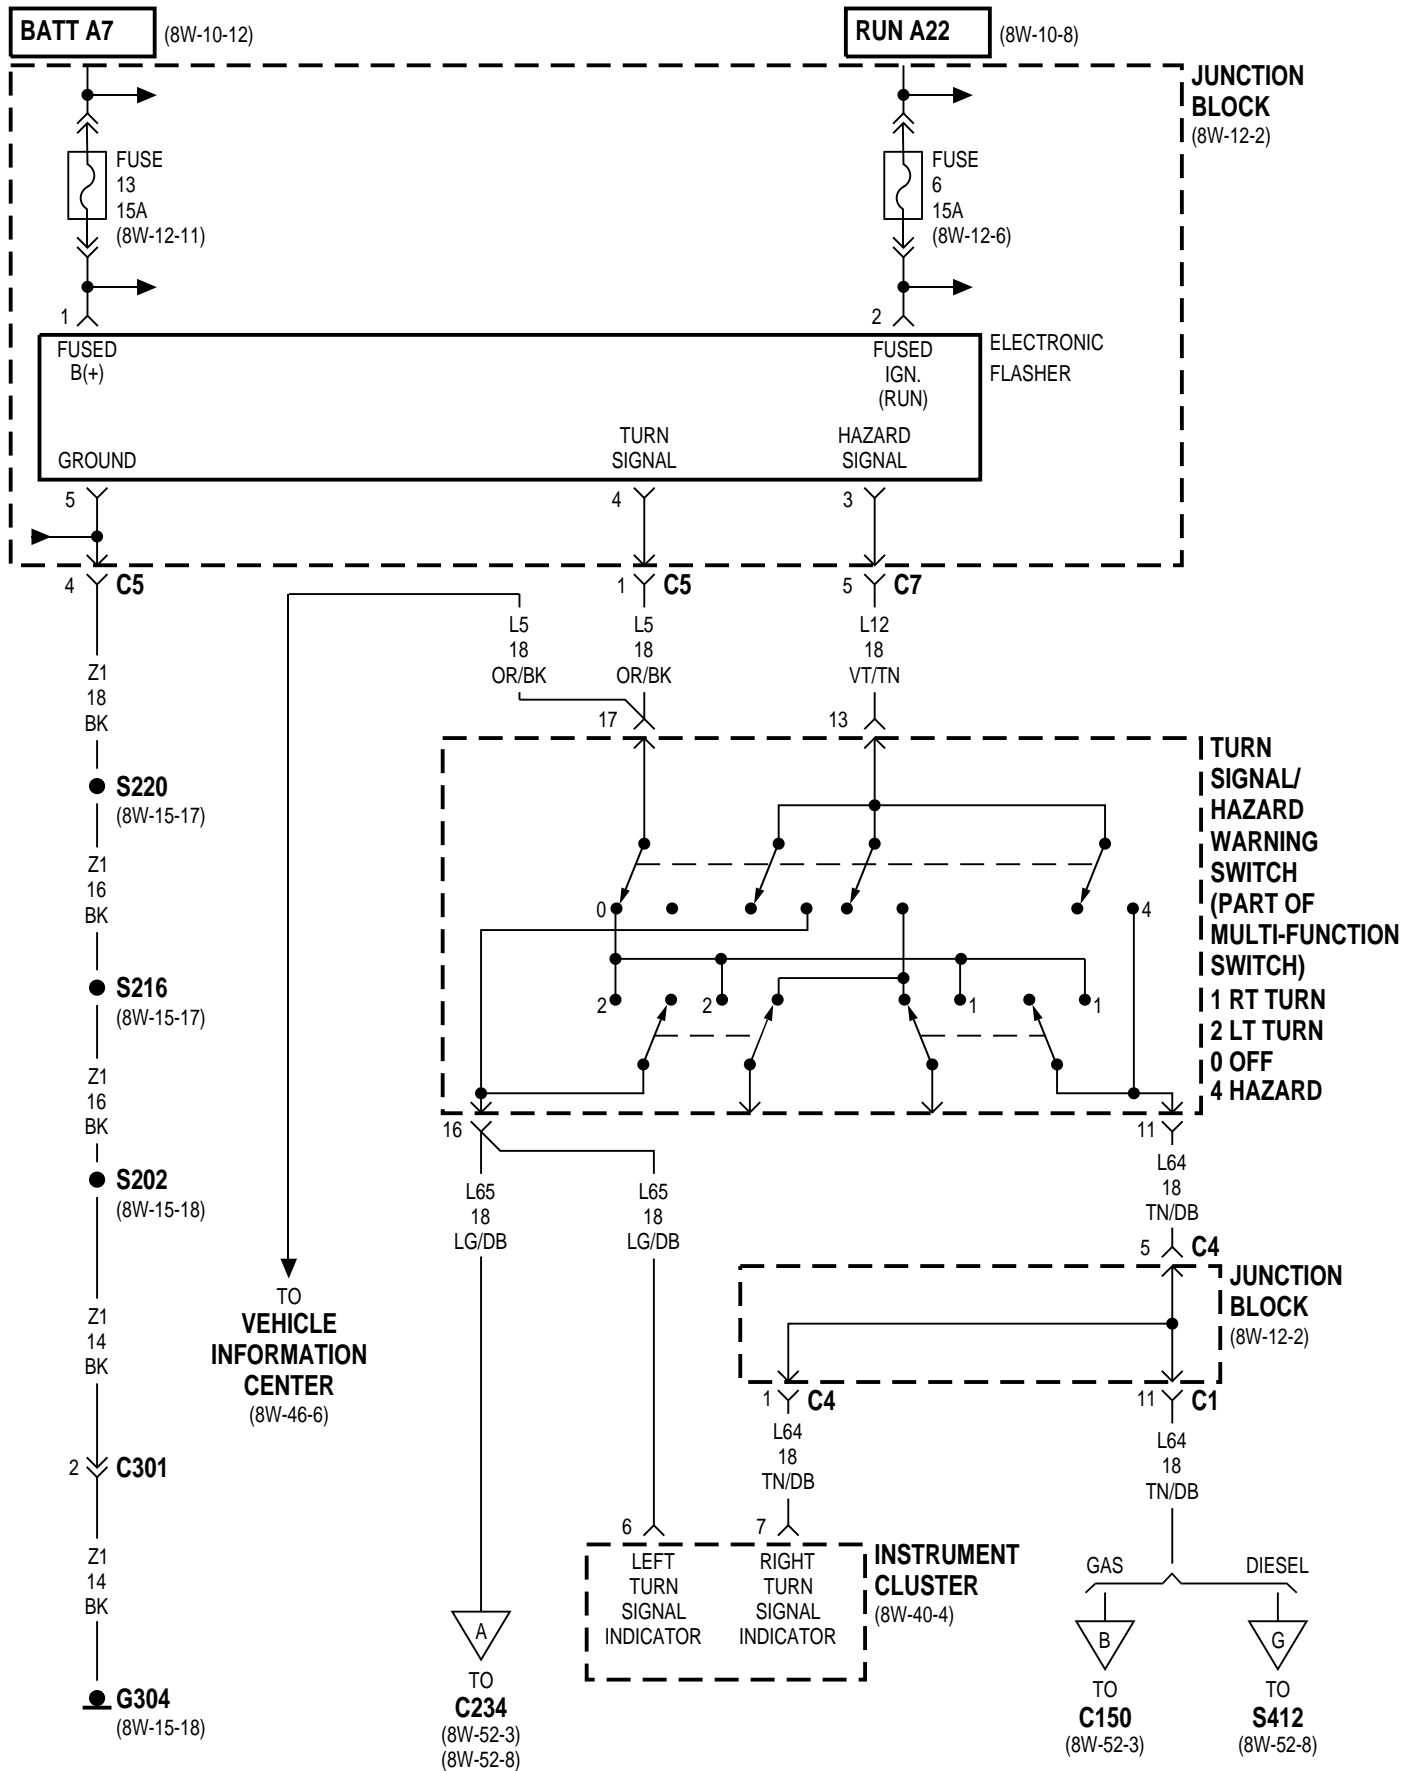 BATT A7
(8W-10-12)
RUN A22
(8W-10-8)
JUNCTION
BLOCK
(8W-12-2)
FUSE
13
15A
(8W-12-11)
FUSE
6
15A
(8W-12-6)
1
2
FUSED
B(+)
FUSED
IGN.
(RUN)
ELECTRONIC
FLASHER
GROUND
TURN
SIGNAL
HAZARD
SIGNAL
5
4
3
4
C5
1
C5
5
C7
L5
18
OR/BK
L5
18
OR/BK
L12
18
VT/TN
Z1
18
BK
17
13
TURN
SIGNAL/
HAZARD
WARNING
SWITCH
(PART OF
MULTI-FUNCTION
SWITCH)
1 RT TURN
2 LT TURN
0 OFF
4 HAZARD
0
4
2
2
1
1
S220
(8W-15-17)
Z1
16
BK
S216
(8W-15-17)
Z1
16
BK
S202
(8W-15-18)
16
11
L65
18
LG/DB
L65
18
LG/DB
L64
18
TN/DB
5
C4
JUNCTION
BLOCK
(8W-12-2)
TO
VEHICLE
INFORMATION
CENTER
(8W-46-6)
Z1
14
BK
1
C4
11
C1
L64
18
TN/DB
L64
18
TN/DB
2
C301
6
7
Z1
14
BK
LEFT
TURN
SIGNAL
INDICATOR
RIGHT
TURN
SIGNAL
INDICATOR
INSTRUMENT
CLUSTER
(8W-40-4)
GAS
DIESEL
A
B
G
G304
(8W-15-18)
TO
C234
(8W-52-3)
(8W-52-8)
TO
C150
(8W-52-3)
TO
S412
(8W-52-8)